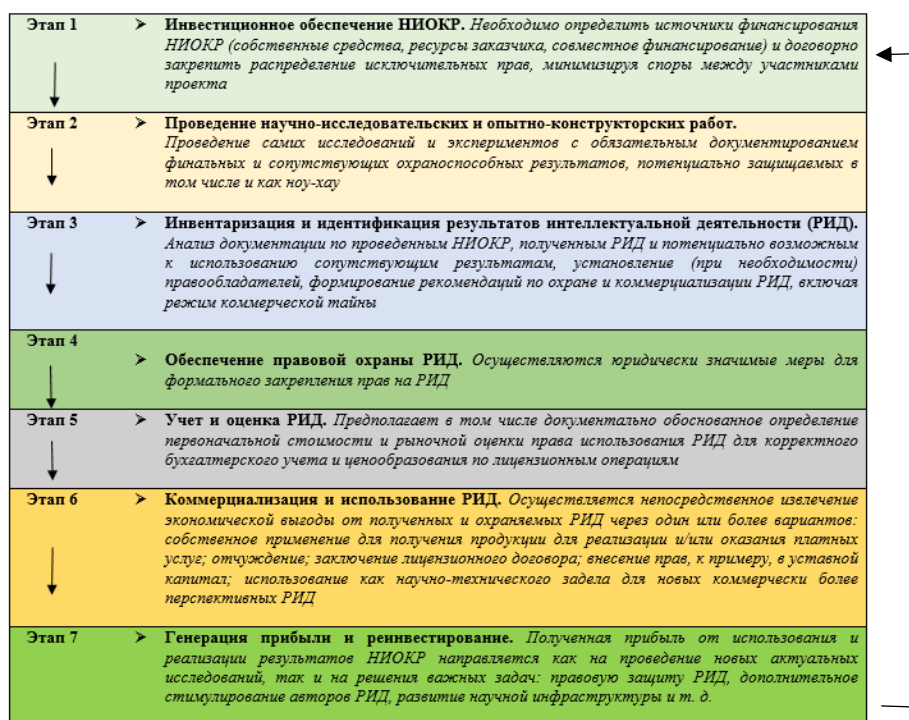 Этап 1 ➢ Инвестиционное обеспечение НИОКР. Необходимо определить источники финансирования
НИОКР (собственные средства, ресурсы заказчика, совместное финансирование) и договорно
закрепить распределение исключительных прав, минимизируя споры между участниками
проекта
Этап 2 ➢ Проведение научно-исследовательских и опытно-конструкторских работ.
Проведение самих исследований и экспериментов с обязательным документированием
финальных и сопутствующих охраноспособных результатов, потенциально защищаемых в
том числе и как ноу-хау
Этап 3 ➢ Инвентаризация и идентификация результатов интеллектуальной деятельности (РИД).
Анализ документации по проведенным НИОКР, полученным РИД и потенциально возможным
к использованию сопутствующим результатам, установление (при необходимости)
правообладателей, формирование рекомендаций по охране и коммерциализации РИД, включая
режим коммерческой тайны
Этап 4
➢ Обеспечение правовой охраны РИД. Осуществляются юридически значимые меры для
формального закрепления прав на РИД
Этап 5 ➢ Учет и оценка РИД. Предполагает в том числе документально обоснованное определение
первоначальной стоимости и рыночной оценки права использования РИД для корректного
бухгалтерского учета и ценообразования по лицензионным операциям
Этап 6 ➢ Коммерциализация и использование РИД. Осуществляется непосредственное извлечение
экономической выгоды от полученных и охраняемых РИД через один или более вариантов:
собственное применение для получения продукции для реализации и/или оказания платных
услуг; отчуждение; заключение лицензионного договора; внесение прав, к примеру, в уставной
капитал; использование как научно-технического задела для новых коммерчески более
перспективных РИД
Этап 7 ➢ Генерация прибыли и реинвестирование. Полученная прибыль от использования и
реализации результатов НИОКР направляется как на проведение новых актуальных
исследований, так и на решения важных задач: правовую защиту РИД, дополнительное
стимулирование авторов РИД, развитие научной инфраструктуры и т. д.